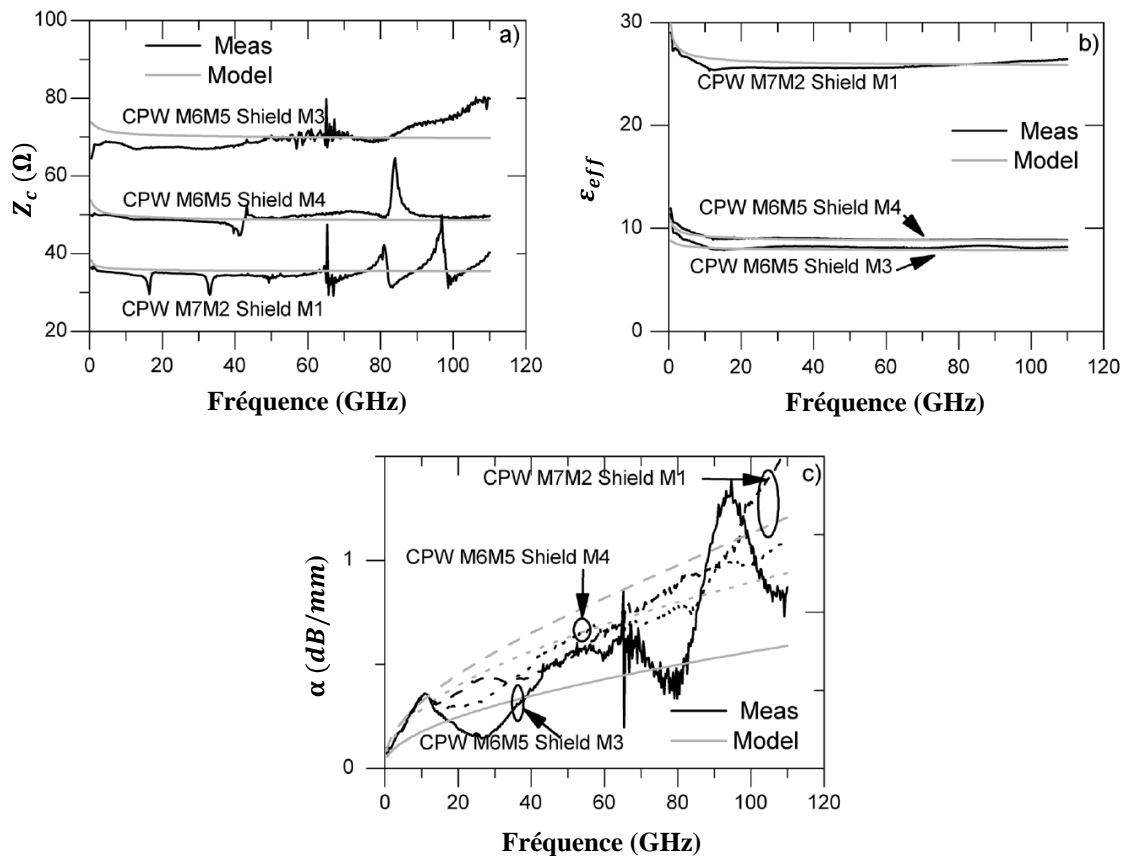 a)
Meas
Model
CPW M6M5 Shield M3
CPW M6M5 Shield M4
CPW M7M2 Shield M1
100
80
60
40
20
Z_c (Ω)
0 20 40 60 80 100 120
Fréquence (GHz)
b)
CPW M7M2 Shield M1
Meas
Model
CPW M6M5 Shield M4
CPW M6M5 Shield M3
30
20
10
0
ε_eff
0 20 40 60 80 100 120
Fréquence (GHz)
c)
CPW M7M2 Shield M1
CPW M6M5 Shield M4
CPW M6M5 Shield M3
Meas
Model
1
0
α (dB/mm)
0 20 40 60 80 100 120
Fréquence (GHz)